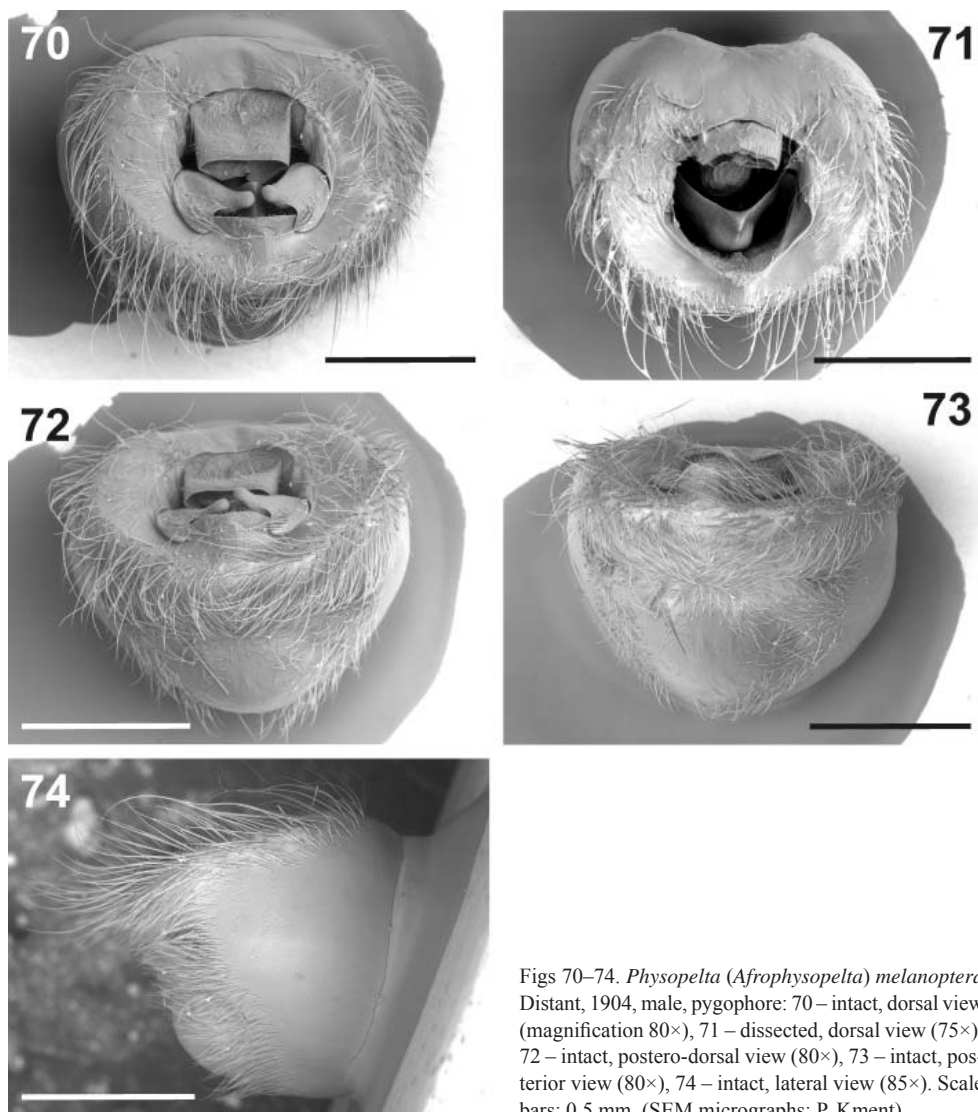 70
71
72
73
74
Figs 70–74. Physopelta (Afrophysopelta) melanoptera
Distant, 1904, male, pygophore: 70 – intact, dorsal view
(magnification 80×), 71 – dissected, dorsal view (75×)
72 – intact, postero-dorsal view (80×), 73 – intact, pos-
terior view (80×), 74 – intact, lateral view (85×). Scale
bars: 0.5 mm. (SEM micrographs: P. Kment)